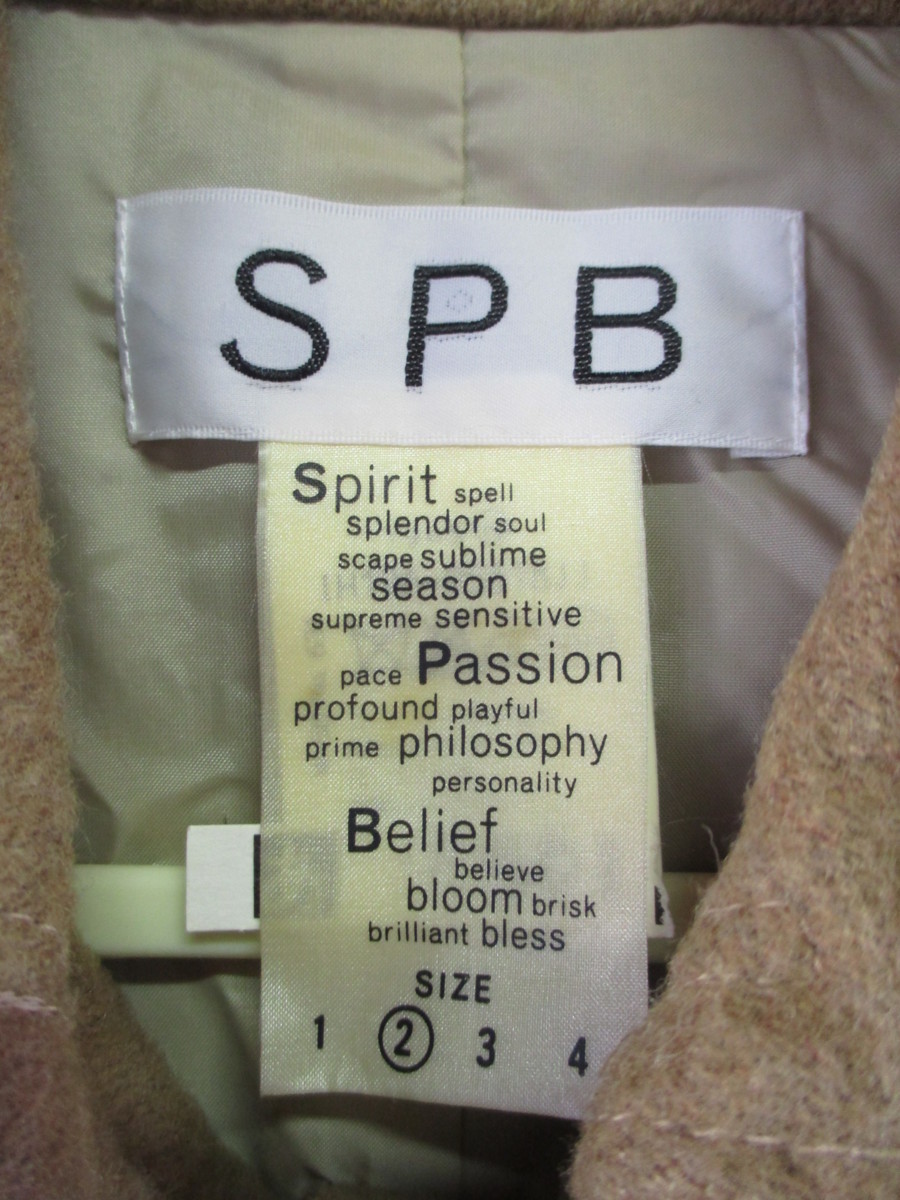 S P B
Spirit spell
splendor soul
scape sublime
season
supreme sensitive
pace Passion
profound playful
prime philosophy
personality
Belief
believe
bloom brisk
brilliant bless
SIZE
1 2 3 4